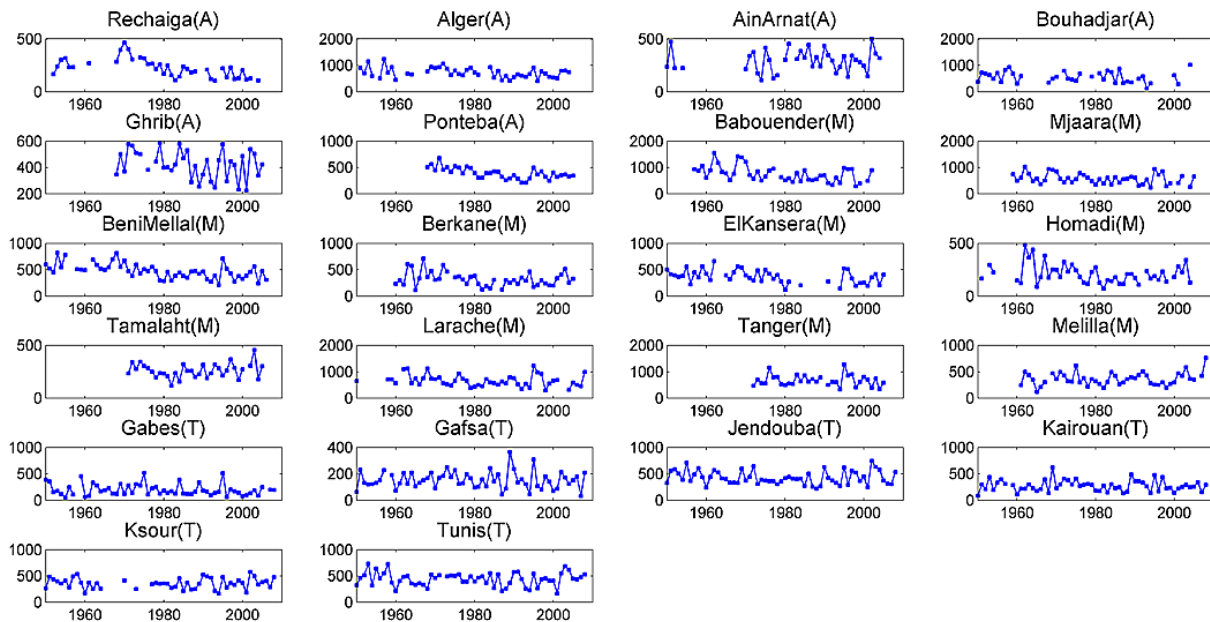 Rechaiga(A) Alger(A) AinArnat(A) Bouhadjar(A)
500 2000 500 2000
1000 1000
0 0 0 0
1960 1980 2000 1960 1980 2000 1960 1980 2000 1960 1980 2000
Ghrib(A) Ponteba(A) Babouender(M) Mjaara(M)
600 1000 2000 2000
400 500 1000 1000
200 0 0 0
1960 1980 2000 1960 1980 2000 1960 1980 2000 1960 1980 2000
BeniMellal(M) Berkane(M) ElKansera(M) Homadi(M)
1000 1000 1000 500
500 500 500
0 0 0 0
1960 1980 2000 1960 1980 2000 1960 1980 2000 1960 1980 2000
Tamalaht(M) Larache(M) Tanger(M) Melilla(M)
500 2000 2000 1000
1000 1000 500
0 0 0 0
1960 1980 2000 1960 1980 2000 1960 1980 2000 1960 1980 2000
Gabes(T) Gafsa(T) Jendouba(T) Kairouan(T)
1000 400 1000 1000
500 200 500 500
0 0 0 0
1960 1980 2000 1960 1980 2000 1960 1980 2000 1960 1980 2000
Ksour(T) Tunis(T)
1000 1000
500 500
0 0
1960 1980 2000 1960 1980 2000